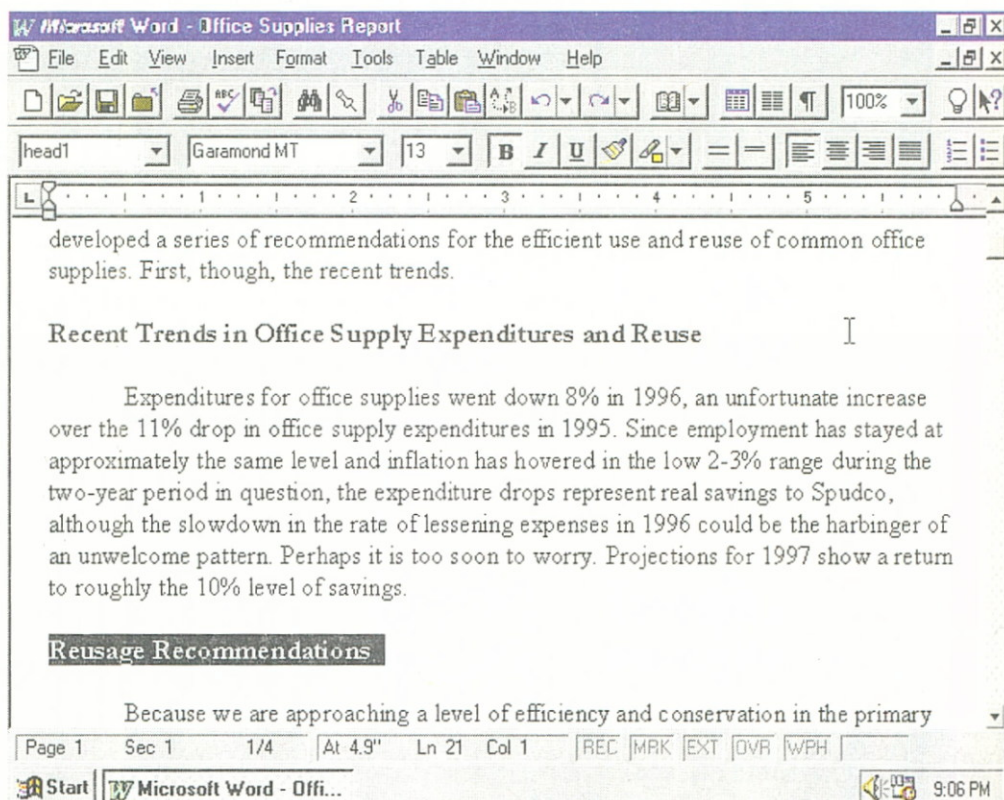 Microsoft Word - Office Supplies Report
File Edit View Insert Format Tools Table Window Help
ABC 100%
head1 Garamond MT 13 B I U
1 2 3 4 5
developed a series of recommendations for the efficient use and reuse of common office
supplies. First, though, the recent trends.
Recent Trends in Office Supply Expenditures and Reuse
Expenditures for office supplies went down 8% in 1996, an unfortunate increase
over the 11% drop in office supply expenditures in 1995. Since employment has stayed at
approximately the same level and inflation has hovered in the low 2-3% range during the
two-year period in question, the expenditure drops represent real savings to Spudco,
although the slowdown in the rate of lessening expenses in 1996 could be the harbinger of
an unwelcome pattern. Perhaps it is too soon to worry. Projections for 1997 show a return
to roughly the 10% level of savings.
Reusage Recommendations
Because we are approaching a level of efficiency and conservation in the primary
Page 1 Sec 1 1/4 At 4.9" Ln 21 Col 1 REC MRK EXT OVR WPH
Start Microsoft Word - Offi... 9:06 PM